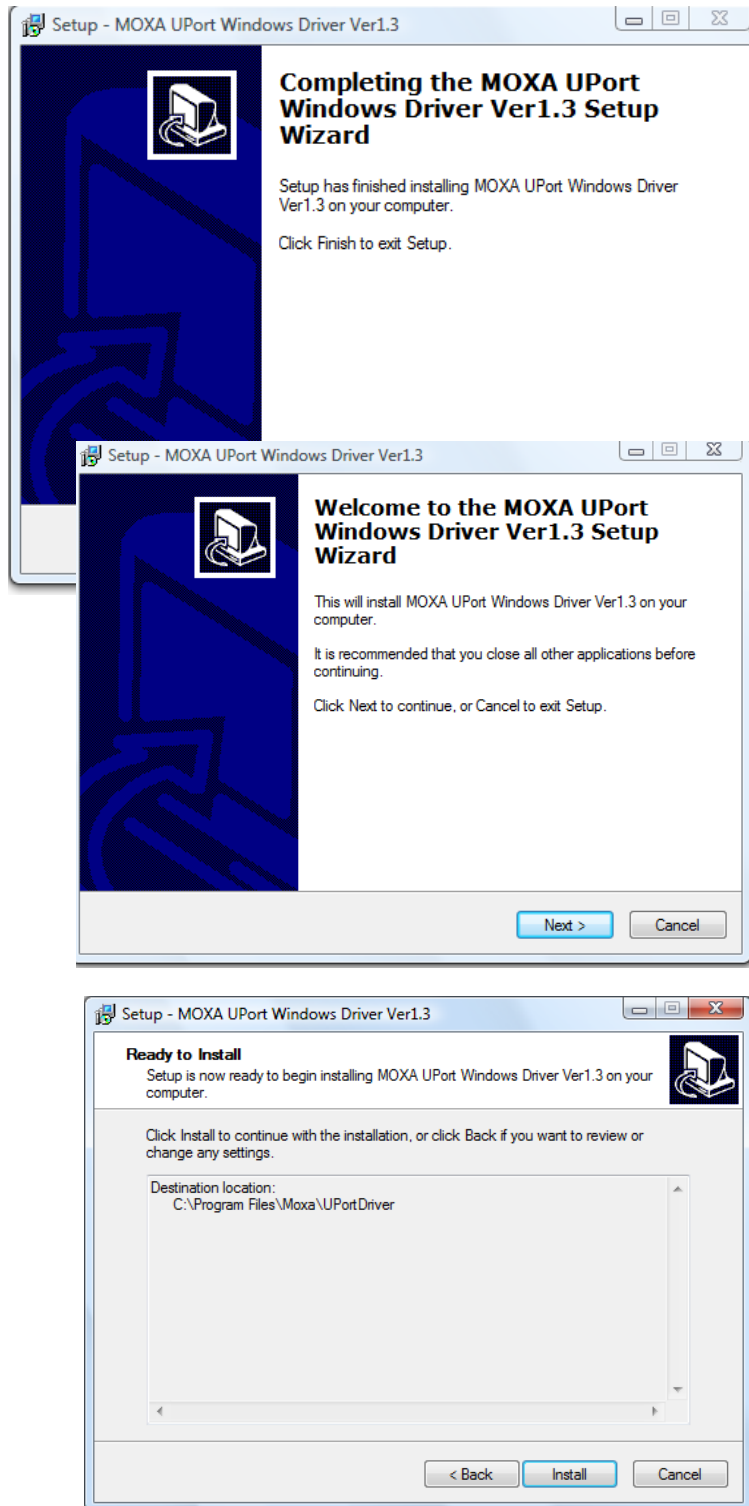 Setup - MOXA UPort Windows Driver Ver1.3
Completing the MOXA UPort
Windows Driver Ver1.3 Setup
Wizard
Setup has finished installing MOXA UPort Windows Driver
Ver1.3 on your computer.
Click Finish to exit Setup.
Setup - MOXA UPort Windows Driver Ver1.3
Welcome to the MOXA UPort
Windows Driver Ver1.3 Setup
Wizard
This will install MOXA UPort Windows Driver Ver1.3 on your
computer.
It is recommended that you close all other applications before
continuing.
Click Next to continue, or Cancel to exit Setup.
Next > Cancel
Setup - MOXA UPort Windows Driver Ver1.3
Ready to Install
Setup is now ready to begin installing MOXA UPort Windows Driver Ver1.3 on your
computer.
Click Install to continue with the installation, or click Back if you want to review or
change any settings.
Destination location:
C:\Program Files\Moxa\UPortDriver
< Back Install Cancel